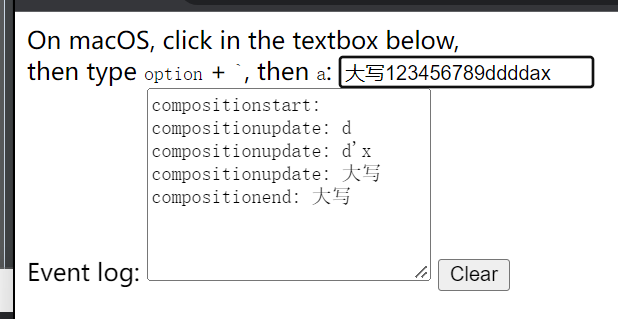 On macOS, click in the textbox below,
then type option + `, then a: 大写123456789ddddax
compositionstart:
compositionupdate: d
compositionupdate: d'x
compositionupdate: 大写
compositionend: 大写
Event log: Clear